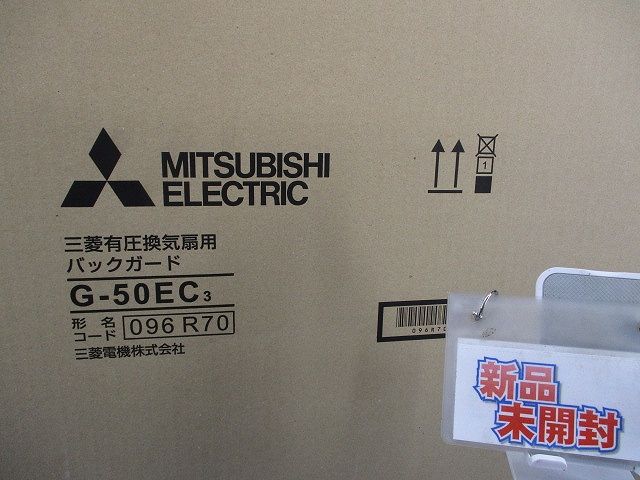 MITSUBISHI
ELECTRIC
三菱有圧換気扇用
バックガード
G-50EC3
形名コード 096 R70
三菱電機株式会社
1
096R70
新品
未開封